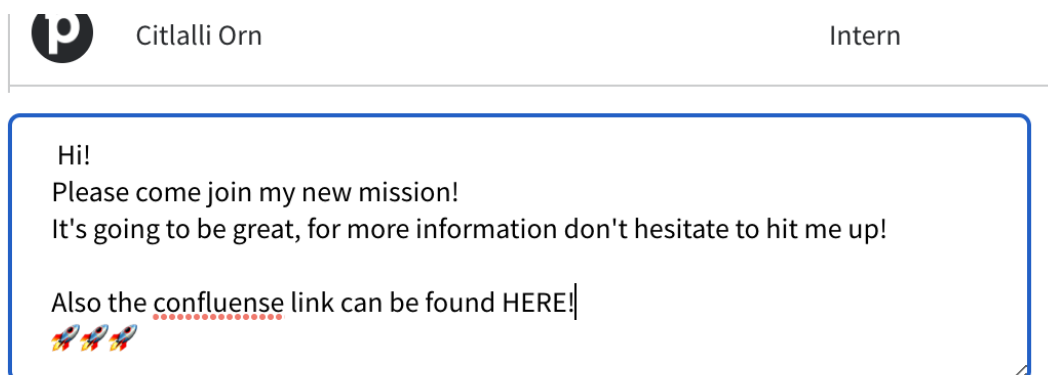 p Citlalli Orn Intern
Hi!
Please come join my new mission!
It's going to be great, for more information don't hesitate to hit me up!
Also the confluense link can be found HERE!
🚀🚀🚀